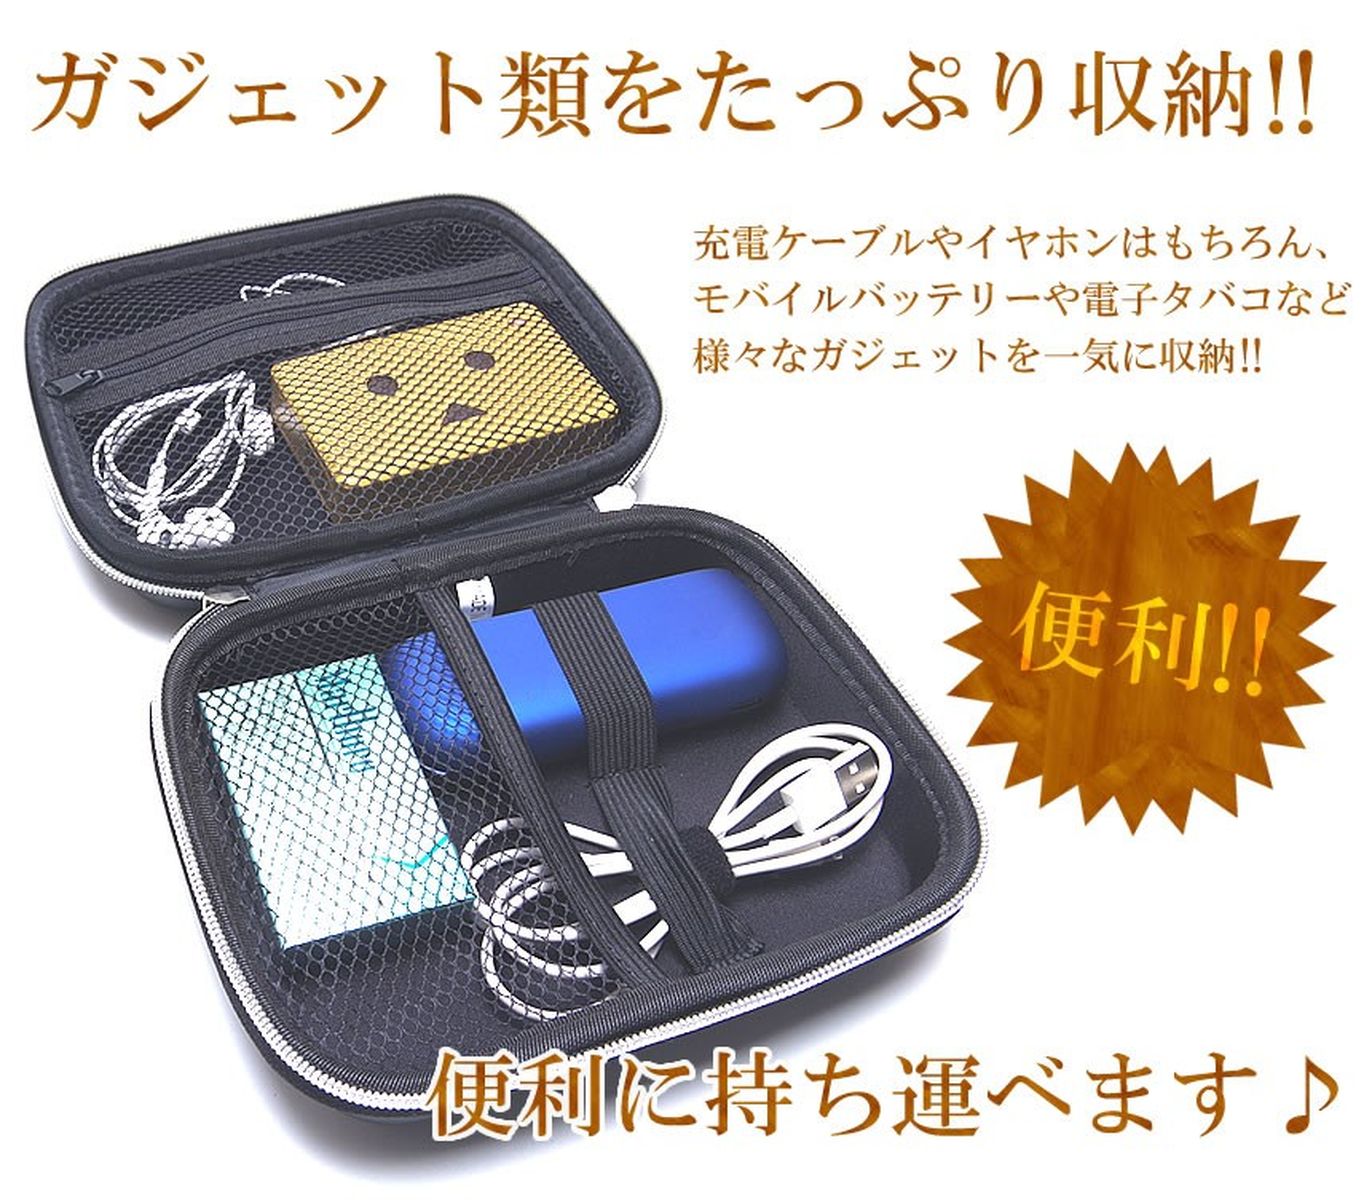 ガジェット類をたっぷり収納!!
充電ケーブルやイヤホンはもちろん、
モバイルバッテリーや電子タバコなど
様々なガジェットを一気に収納!!
便利!!
便利に持ち運べます♪